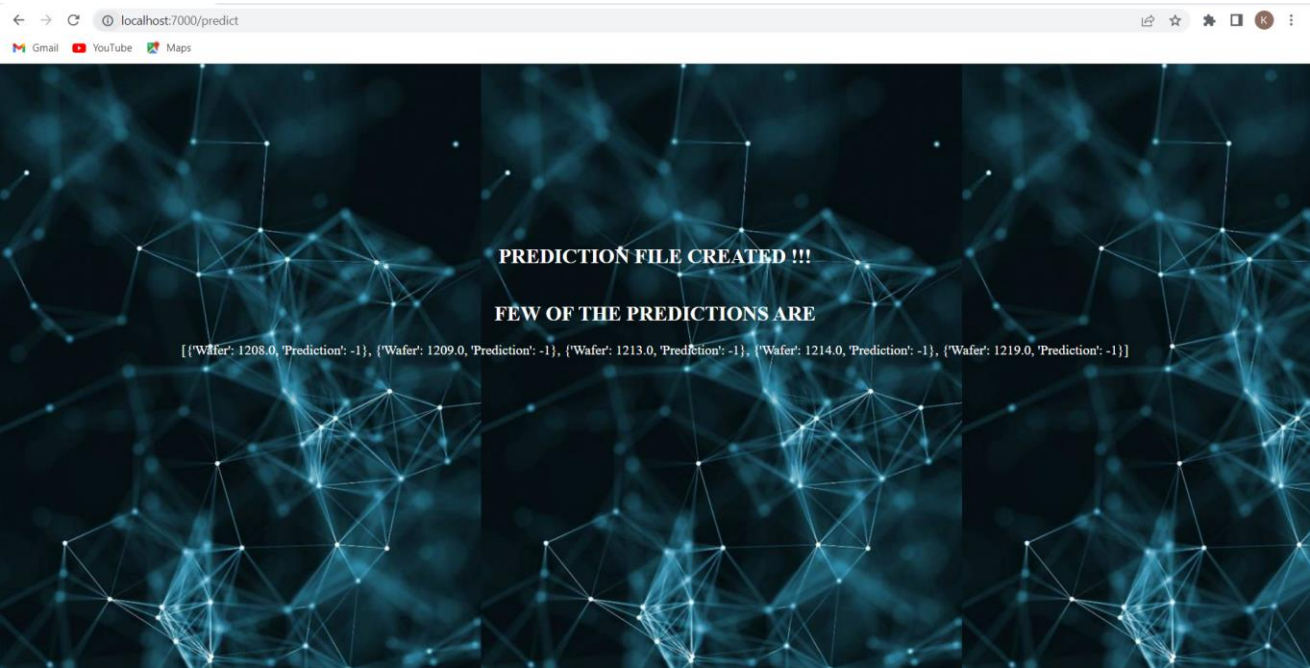 localhost:7000/predict
K
Gmail YouTube Maps
PREDICTION FILE CREATED !!!
FEW OF THE PREDICTIONS ARE
[{'Wafer': 1208.0, 'Prediction': -1}, {'Wafer': 1209.0, 'Prediction': -1}, {'Wafer': 1213.0, 'Prediction': -1}, {'Wafer': 1214.0, 'Prediction': -1}, {'Wafer': 1219.0, 'Prediction': -1}]